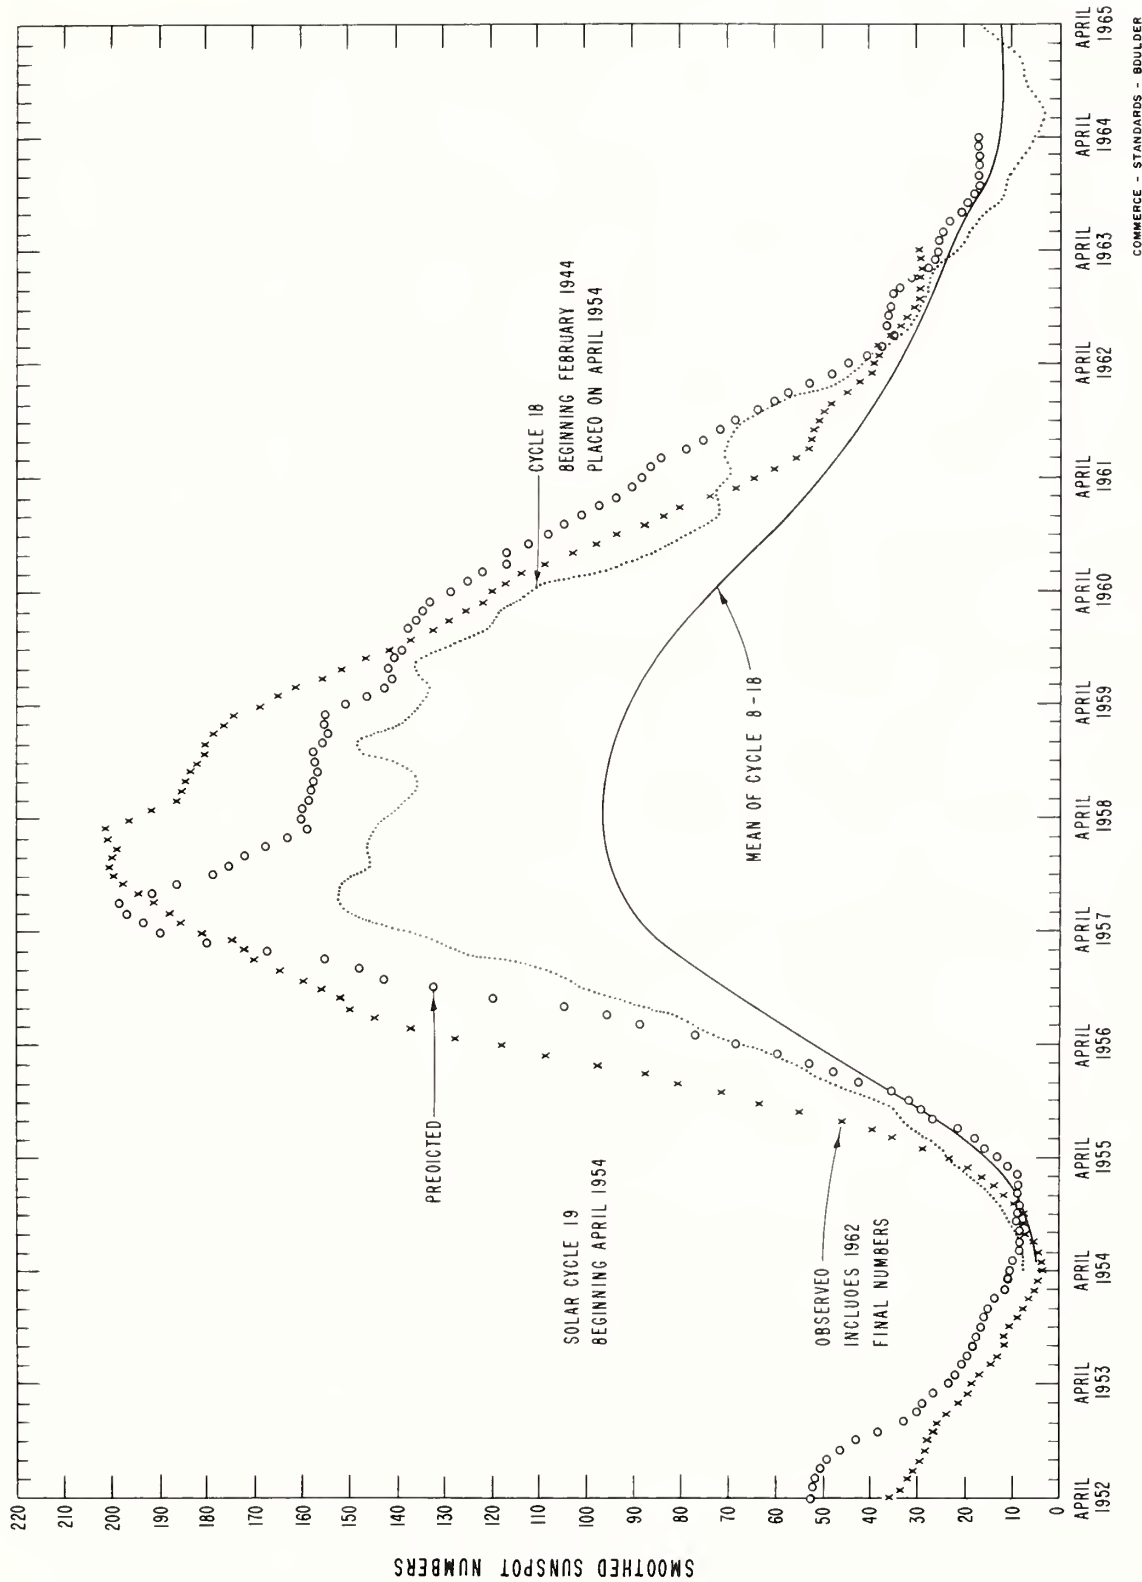 SMOOTHED SUNSPOT NUMBERS
220
210
200
190
180
170
160
150
140
130
120
110
100
90
80
70
60
50
40
30
20
10
0
PREDICTED
SOLAR CYCLE 19
BEGINNING APRIL 1954
OBSERVED
INCLUDES 1962
FINAL NUMBERS
CYCLE 18
BEGINNING FEBRUARY 1944
PLACED ON APRIL 1954
MEAN OF CYCLE 8-18
APRIL
1952
APRIL
1953
APRIL
1954
APRIL
1955
APRIL
1956
APRIL
1957
APRIL
1958
APRIL
1959
APRIL
1960
APRIL
1961
APRIL
1962
APRIL
1963
APRIL
1964
APRIL
1965
COMMERCE - STANDARDS - BDULDER